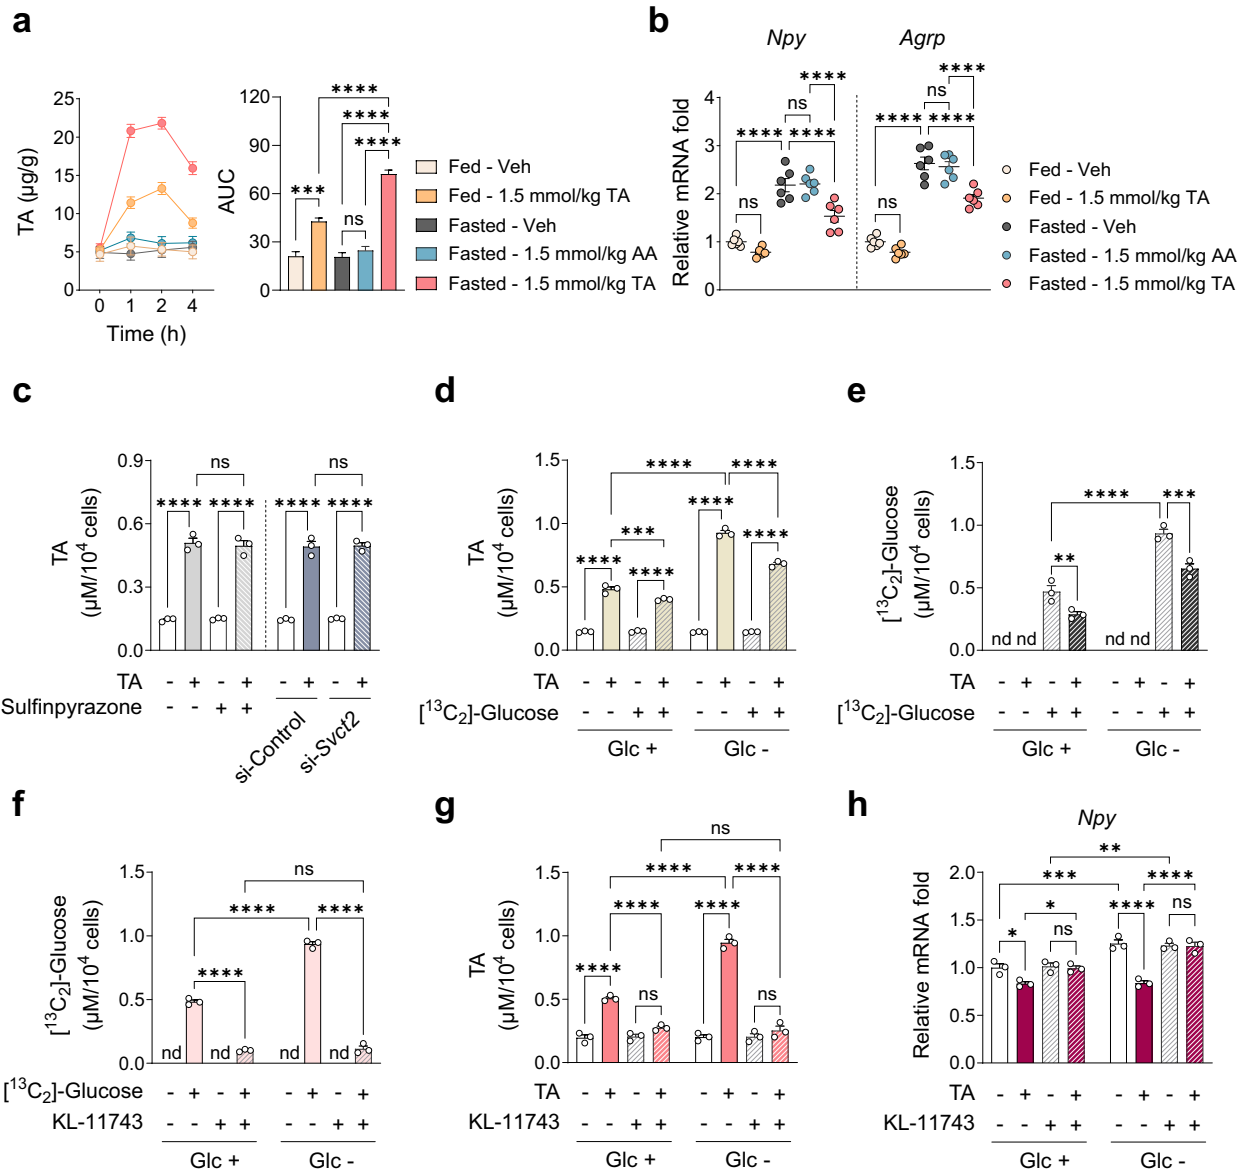 a
TA (µg/g)
25
20
15
10
5
0
0 1 2 4
Time (h)
AUC
120
90
60
30
0
*** **** **** ns ****
Fed - Veh
Fed - 1.5 mmol/kg TA
Fasted - Veh
Fasted - 1.5 mmol/kg AA
Fasted - 1.5 mmol/kg TA
b
Npy Agrp
Relative mRNA fold
4
3
2
1
0
ns **** ns **** ****
ns **** ns **** ****
Fed - Veh
Fed - 1.5 mmol/kg TA
Fasted - Veh
Fasted - 1.5 mmol/kg AA
Fasted - 1.5 mmol/kg TA
c
TA
(µM/10⁴ cells)
0.9
0.6
0.3
0.0
ns ns
**** **** **** ****
TA - + - + - + - +
Sulfinpyrazone - - + +
si-Control si-Svct2
d
TA
(µM/10⁴ cells)
1.5
1.0
0.5
0.0
**** ****
*** ****
**** **** ****
TA - + - + - + - +
[¹³C₂]-Glucose - - + + - - + +
Glc + Glc -
e
[¹³C₂]-Glucose
(µM/10⁴ cells)
1.5
1.0
0.5
0.0
**** ***
**
nd nd nd nd
TA - + - + - + - +
[¹³C₂]-Glucose - - + + - - + +
Glc + Glc -
f
[¹³C₂]-Glucose
(µM/10⁴ cells)
1.5
1.0
0.5
0.0
ns
**** ****
****
nd nd nd nd
[¹³C₂]-Glucose - + - + - + - +
KL-11743 - - + + - - + +
Glc + Glc -
g
TA
(µM/10⁴ cells)
1.5
1.0
0.5
0.0
ns
**** ****
**** ****
**** ns ns
TA - + - + - + - +
KL-11743 - - + + - - + +
Glc + Glc -
h
Npy
Relative mRNA fold
2.0
1.5
1.0
0.5
0.0
**
*** ****
* **** ns
* ns
TA - + - + - + - +
KL-11743 - - + + - - + +
Glc + Glc -